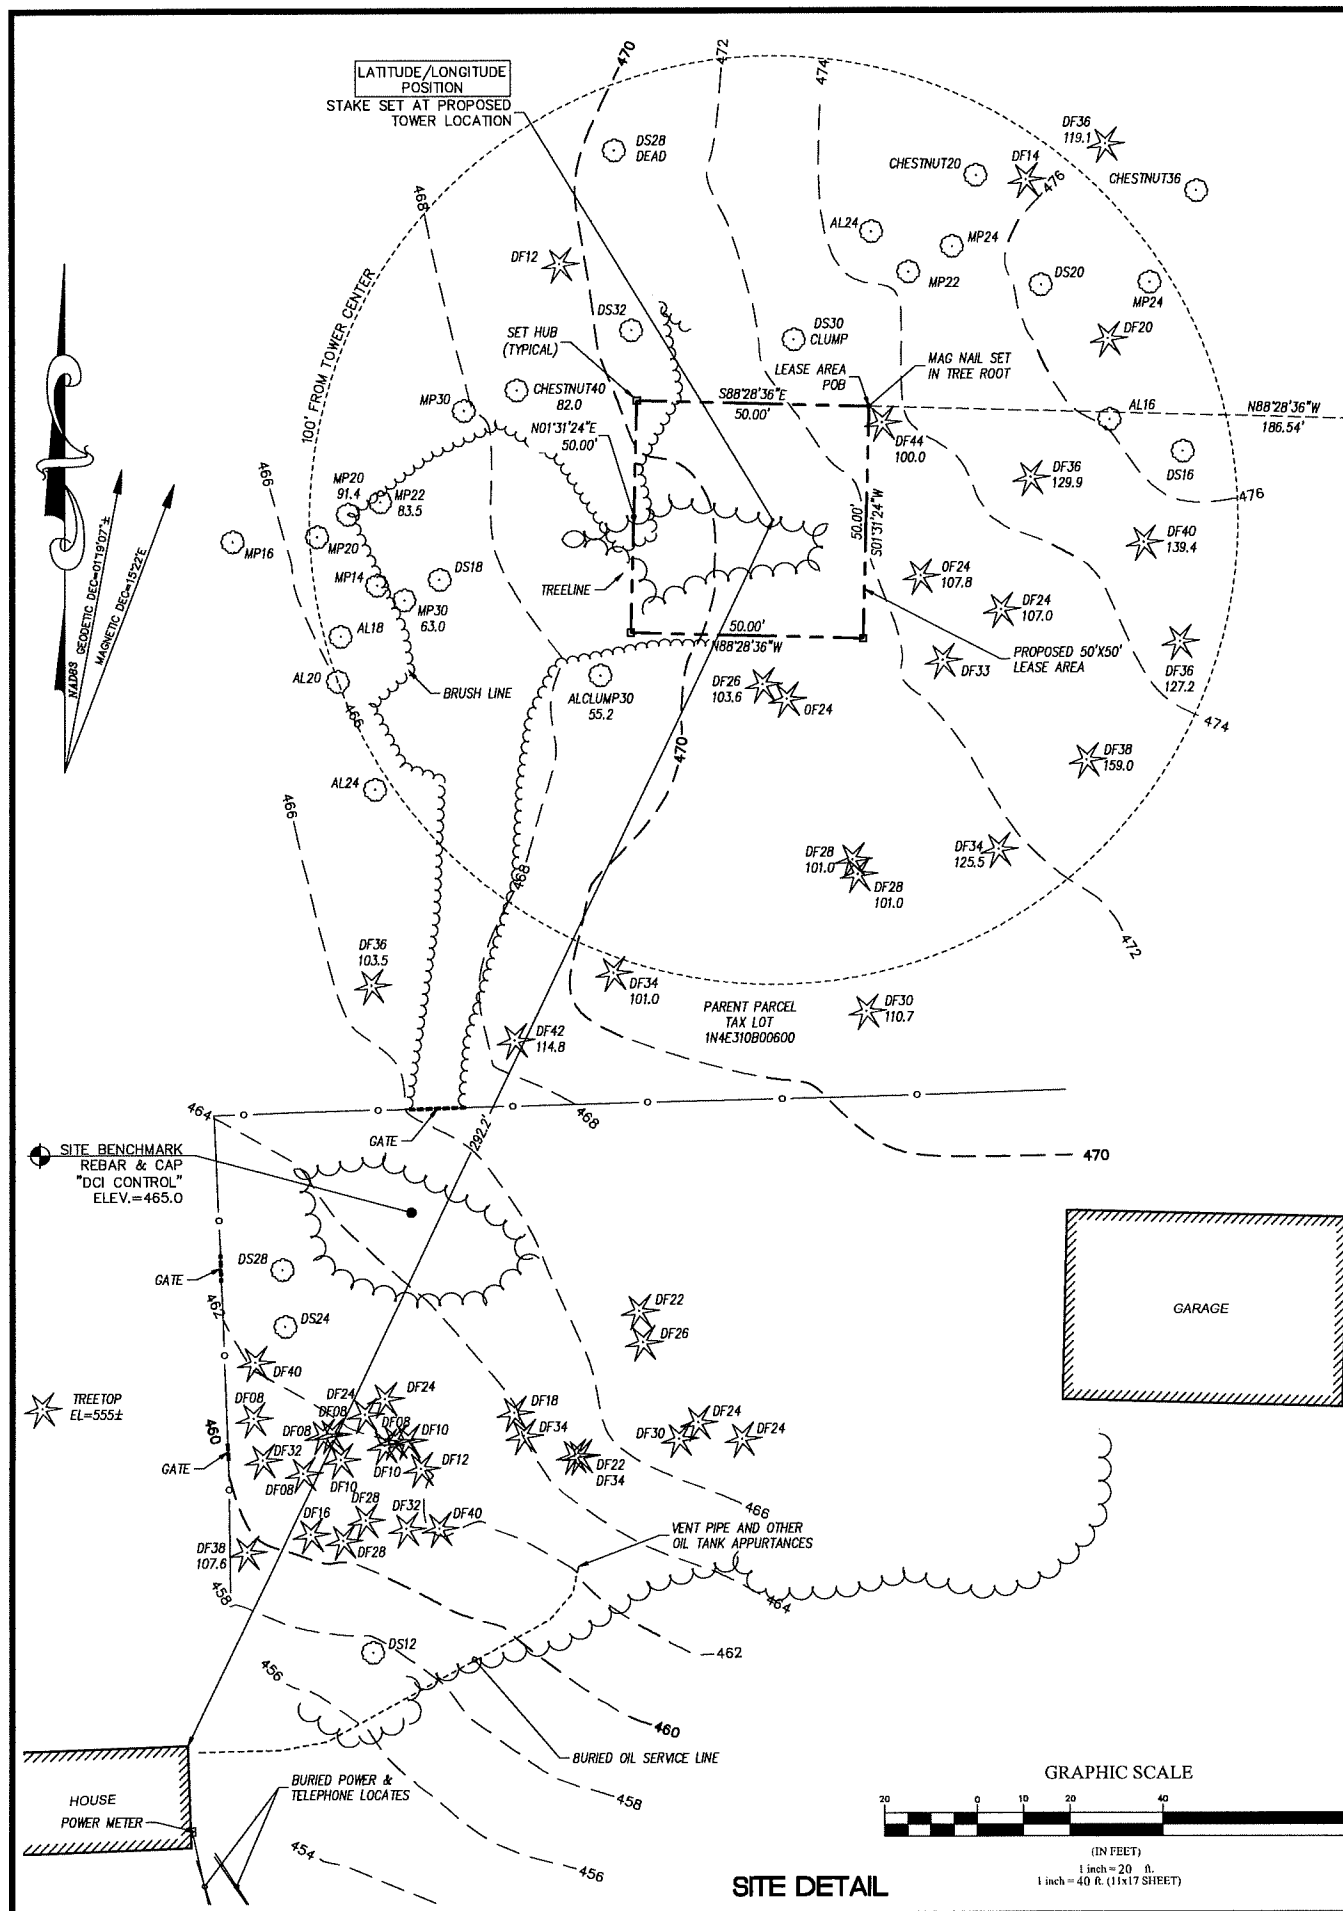 470
472
474
LATITUDE/LONGITUDE
POSITION
STAKE SET AT PROPOSED
TOWER LOCATION
DS28
DEAD
DF36
119.1
DF14
CHESTNUT20
476
CHESTNUT36
468
AL24
MP24
MP22
DF12
DS20
MP24
100' FROM TOWER CENTER
DS32
SET HUB
(TYPICAL)
DS30
CLUMP
DF20
LEASE AREA
POB
MAG NAIL SET
IN TREE ROOT
CHESTNUT40
82.0
S88°28'36"E
50.00'
MP30
AL16
N88°28'36"W
186.54'
N01°31'24"E
50.00'
DF44
100.0
DS16
466
MP20
91.4
MP22
83.5
DF36
129.9
476
50.00'
S01°31'24"W
DF40
139.4
NAD83 GEODETIC DEC=01°19'07"±
MAGNETIC DEC=15°22'E
MP16
MP20
MP14
DS18
MP30
63.0
TREELINE
OF24
107.8
DF24
107.0
AL18
50.00'
N88°28'36"W
PROPOSED 50'X50'
LEASE AREA
DF33
DF36
127.2
AL20
BRUSH LINE
466
ALCLUMP30
55.2
DF26
103.6
OF24
474
470
DF38
159.0
AL24
466
468
DF28
101.0
DF28
101.0
DF34
125.5
472
DF36
103.5
DF34
101.0
PARENT PARCEL
TAX LOT
1N4E310B00600
DF30
110.7
DF42
114.8
464
468
GATE
292.2'
470
SITE BENCHMARK
REBAR & CAP
"DCI CONTROL"
ELEV.=465.0
DS28
GATE
462
DS24
DF22
DF26
GARAGE
DF40
TREETOP
EL=555±
DF08
DF24
DF24
DF08
DF08
DF08
DF10
DF18
DF34
DF24
DF30
DF24
460
GATE
DF32
DF08
DF10
DF10
DF12
DF22
DF34
DF28
DF16
DF32
DF40
DF28
466
VENT PIPE AND OTHER
OIL TANK APPURTANCES
DF38
107.6
458
464
DS12
462
456
460
BURIED OIL SERVICE LINE
HOUSE
POWER METER
BURIED POWER &
TELEPHONE LOCATES
458
454
456
GRAPHIC SCALE
20
0
10
20
40
(IN FEET)
1 inch = 20 ft.
1 inch = 40 ft. (11x17 SHEET)
SITE DETAIL